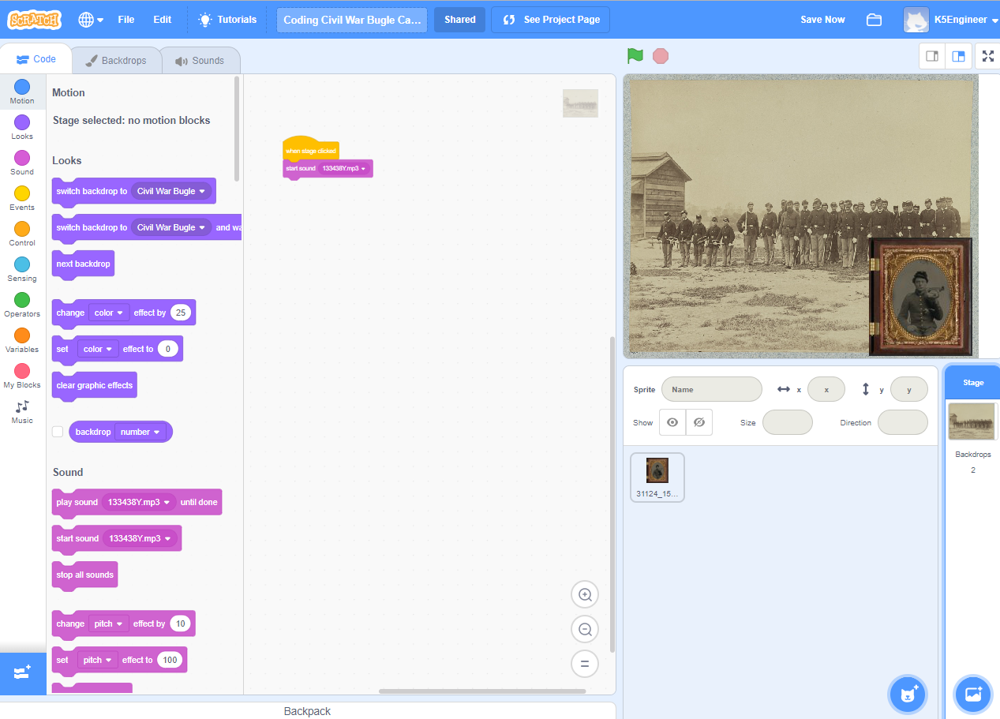 SCRATCH File Edit Tutorials Coding Civil War Bugle Ca... Shared See Project Page Save Now K5Engineer
Code Backdrops Sounds
Motion
Looks
Sound
Events
Control
Sensing
Operators
Variables
My Blocks
Music
Motion
Stage selected: no motion blocks
Looks
switch backdrop to Civil War Bugle
switch backdrop to Civil War Bugle and wa
next backdrop
change color effect by 25
set color effect to 0
clear graphic effects
backdrop number
Sound
play sound 133438Y.mp3 until done
start sound 133438Y.mp3
stop all sounds
change pitch effect by 10
set pitch effect to 100
when stage clicked
start sound 133438Y.mp3
Backpack
Sprite Name x x y y
Show Size Direction
31124_15...
Stage
Backdrops
2